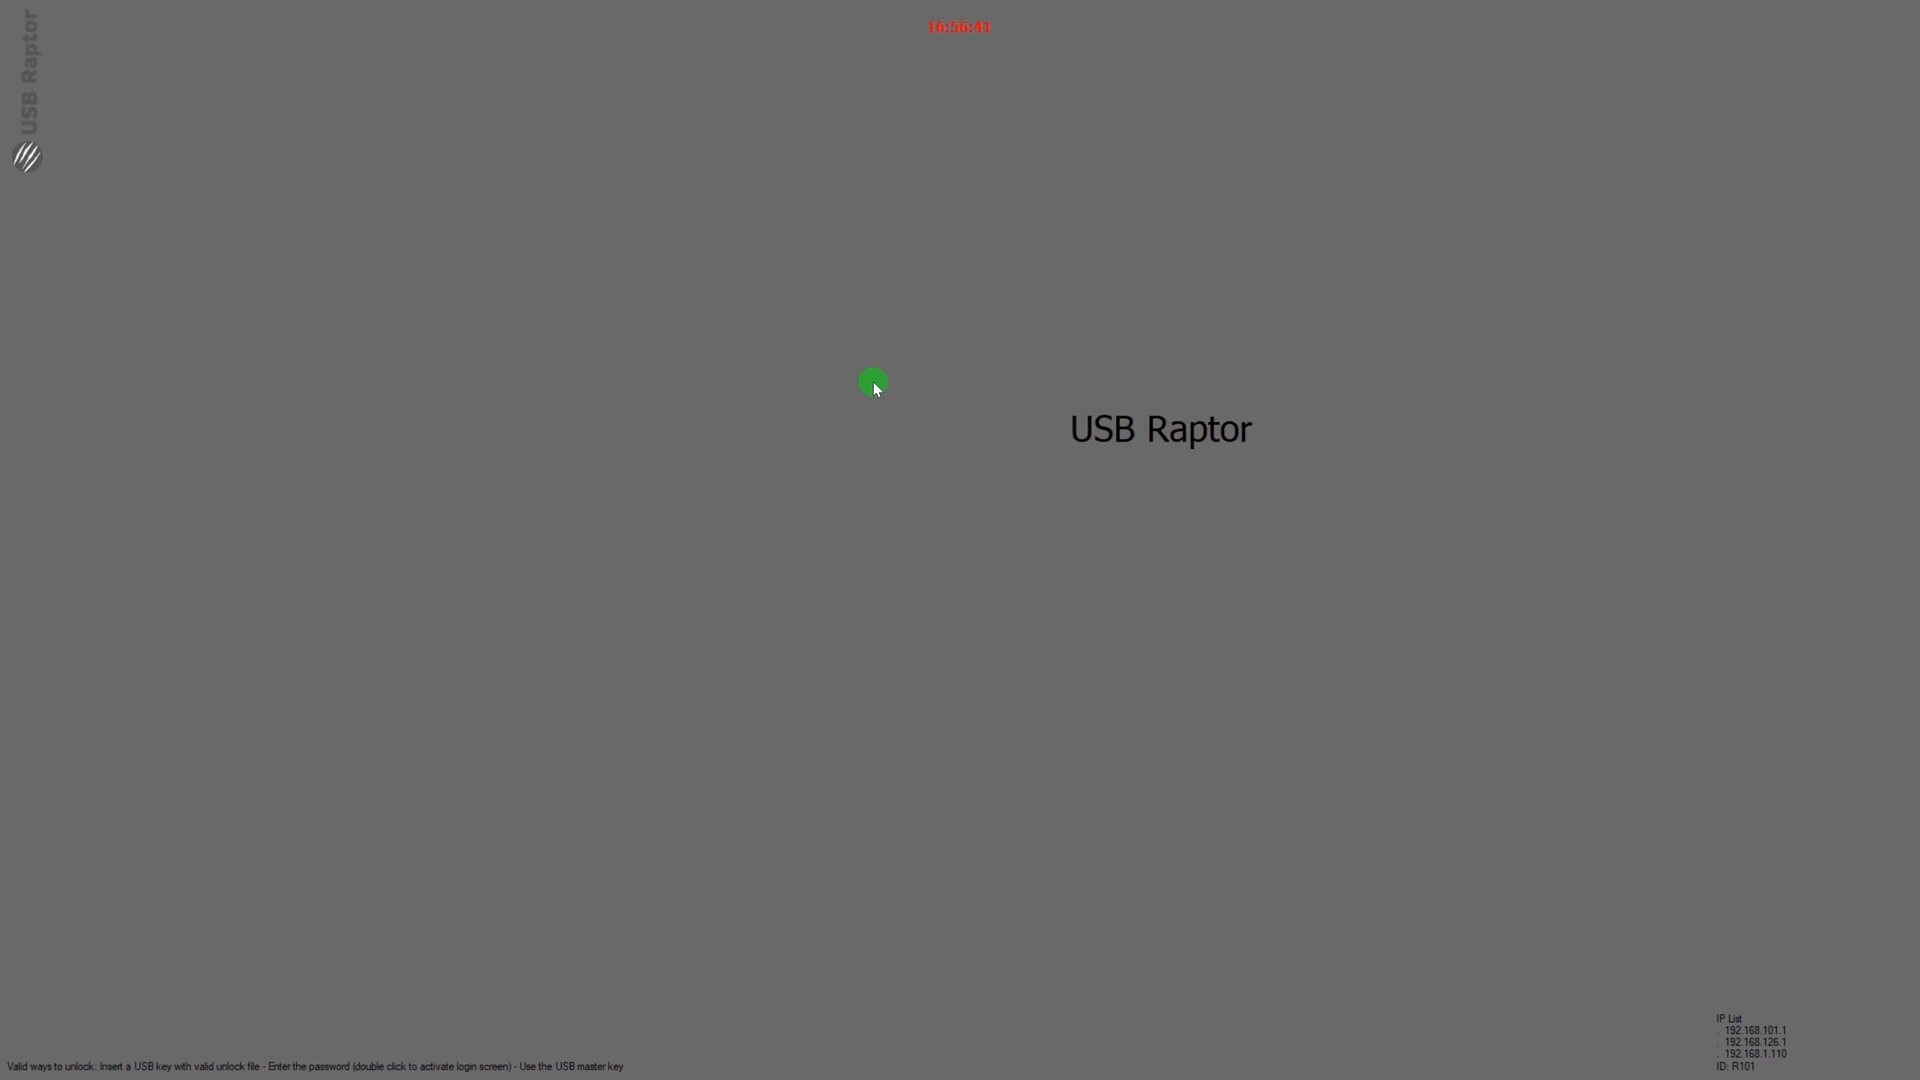 USB Raptor
16:56:41
USB Raptor
Valid ways to unlock: Insert a USB key with valid unlock file - Enter the password (double click to activate login screen) - Use the USB master key
IP List
. 192.168.101.1
. 192.168.126.1
. 192.168.1.110
ID: R101